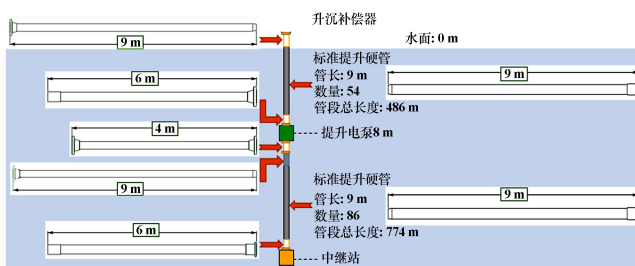 升沉补偿器
水面: 0 m
9 m
标准提升硬管
管长: 9 m
数量: 54
管段总长度: 486 m
6 m
9 m
提升电泵8 m
4 m
9 m
标准提升硬管
管长: 9 m
数量: 86
管段总长度: 774 m
9 m
6 m
中继站